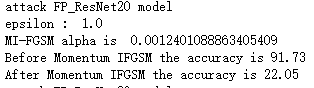 attack FP_ResNet20 model
epsilon : 1.0
MI-FGSM alpha is 0.0012401088863405409
Before Momentum IFGSM the accuracy is 91.73
After Momentum IFGSM the accuracy is 22.05